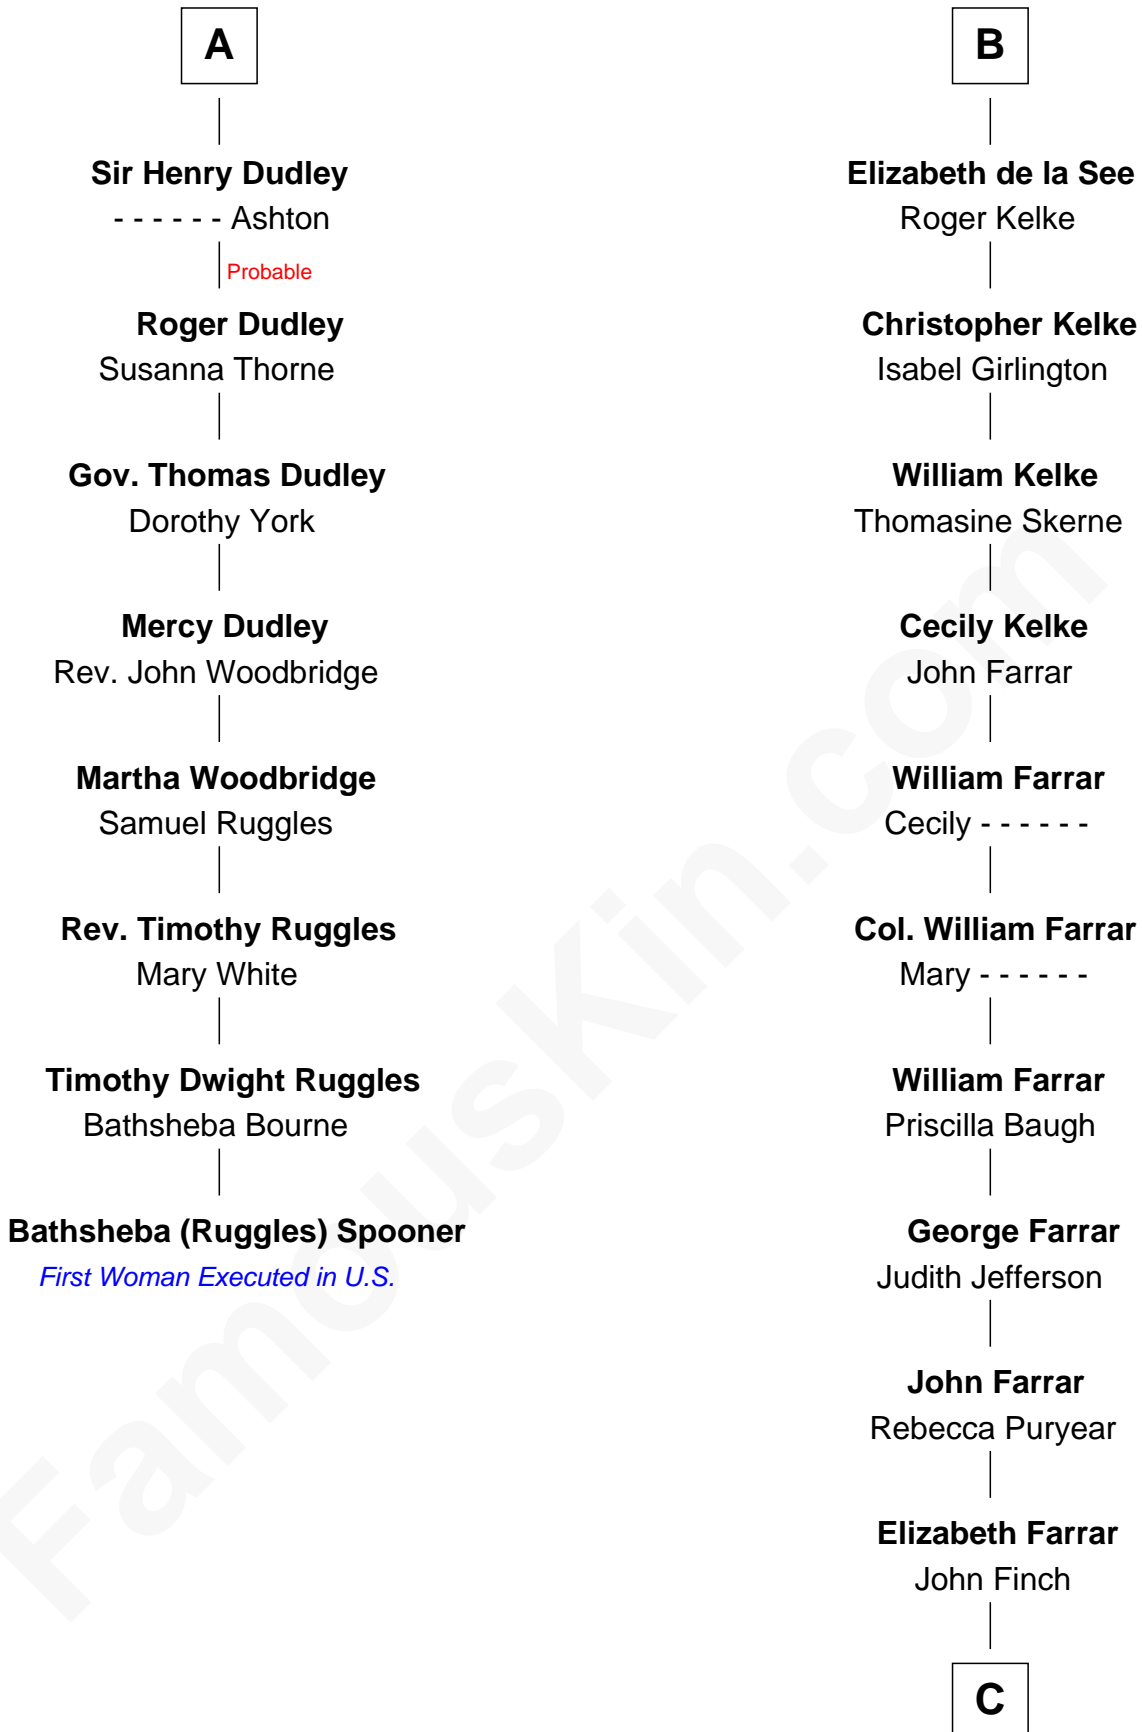 A
Sir Henry Dudley
- - - - - - Ashton
Probable
Roger Dudley
Susanna Thorne
Gov. Thomas Dudley
Dorothy York
Mercy Dudley
Rev. John Woodbridge
Martha Woodbridge
Samuel Ruggles
Rev. Timothy Ruggles
Mary White
Timothy Dwight Ruggles
Bathsheba Bourne
Bathsheba (Ruggles) Spooner
First Woman Executed in U.S.
B
Elizabeth de la See
Roger Kelke
Christopher Kelke
Isabel Girlington
William Kelke
Thomasine Skerne
Cecily Kelke
John Farrar
William Farrar
Cecily - - - - - -
Col. William Farrar
Mary - - - - - -
William Farrar
Priscilla Baugh
George Farrar
Judith Jefferson
John Farrar
Rebecca Puryear
Elizabeth Farrar
John Finch
C
FamousKin.com